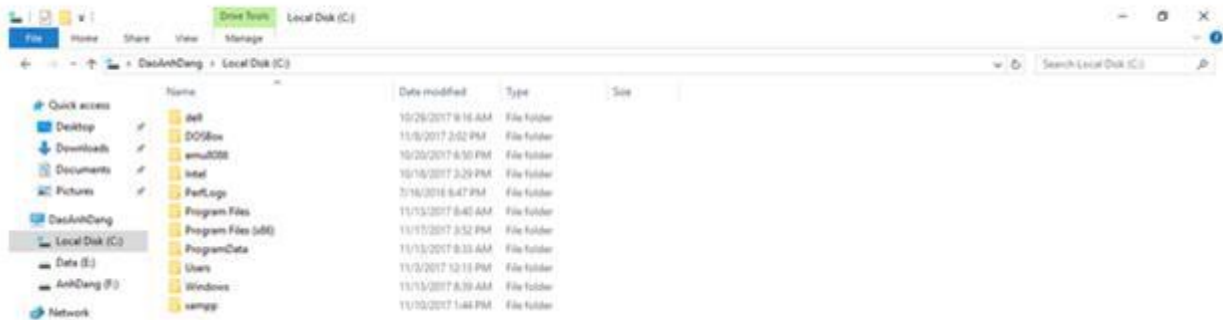 Drive Tools Local Disk (C:)
File Home Share View Manage
DaoAnhDang Local Disk (C:)
Search Local Disk (C:)
Name Date modified Type Size
Quick access
Desktop
Downloads
Documents
Pictures
DaoAnhDang
Local Disk (C:)
Data (E:)
AnhDang (F:)
Network
dell 10/29/2017 9:16 AM File folder
DOSBox 11/8/2017 2:02 PM File folder
emu8086 10/20/2017 6:50 PM File folder
Intel 10/18/2017 3:29 PM File folder
PerfLogs 7/16/2016 6:47 PM File folder
Program Files 11/13/2017 8:40 AM File folder
Program Files (x86) 11/17/2017 3:52 PM File folder
ProgramData 11/13/2017 8:33 AM File folder
Users 11/3/2017 12:13 PM File folder
Windows 11/13/2017 8:39 AM File folder
xampp 11/10/2017 1:44 PM File folder